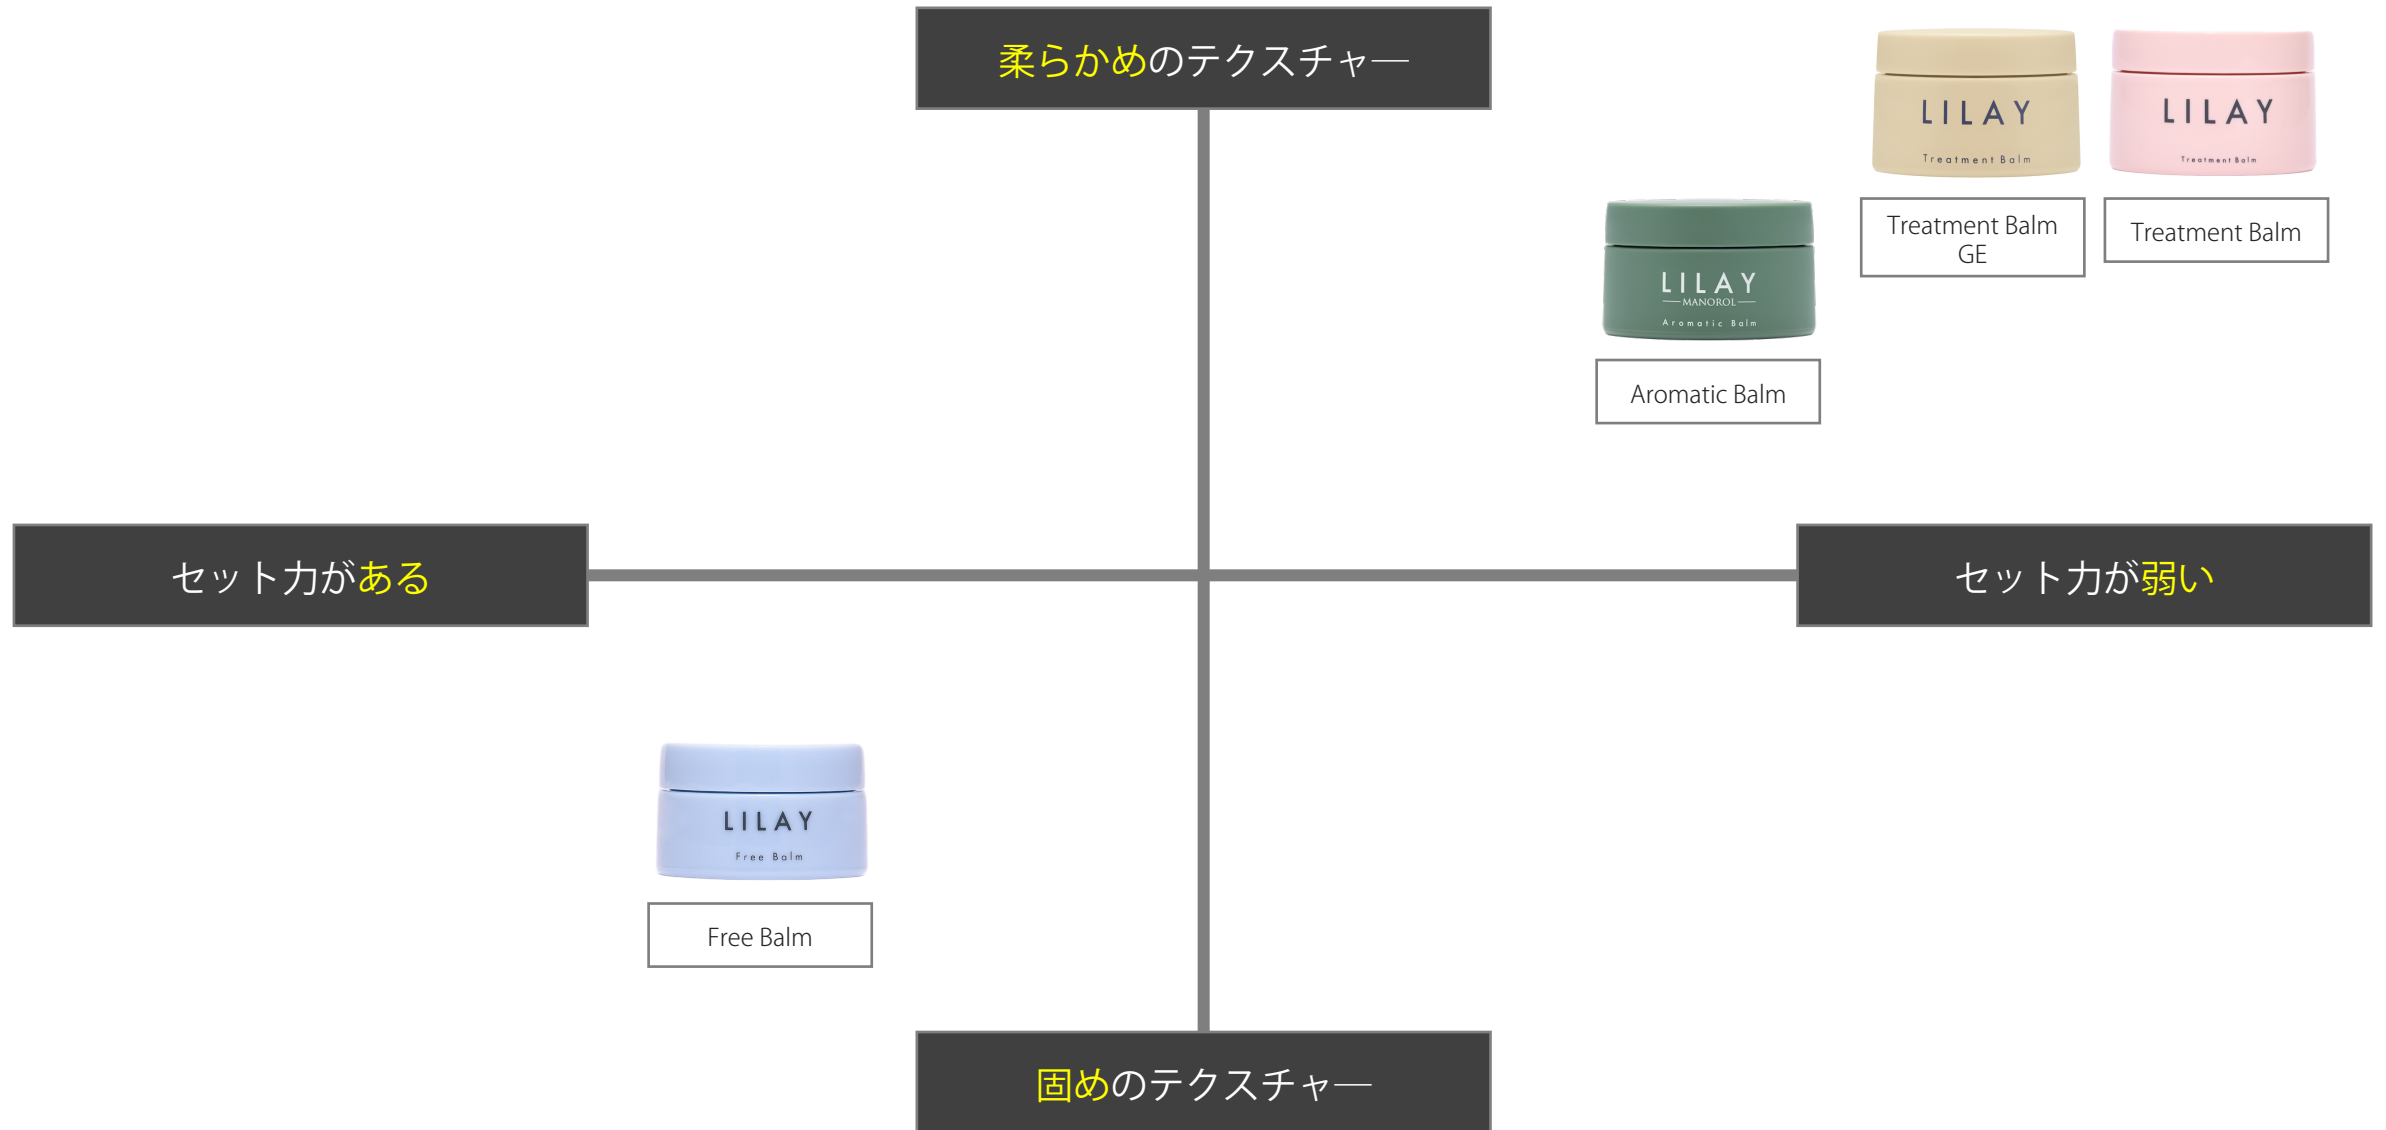 柔らかめのテクスチャ―
LILAY
Treatment Balm
LILAY
Treatment Balm
Treatment Balm
GE
Treatment Balm
LILAY
MANOROL
Aromatic Balm
Aromatic Balm
セット力がある
セット力が弱い
LILAY
Free Balm
Free Balm
固めのテクスチャ―